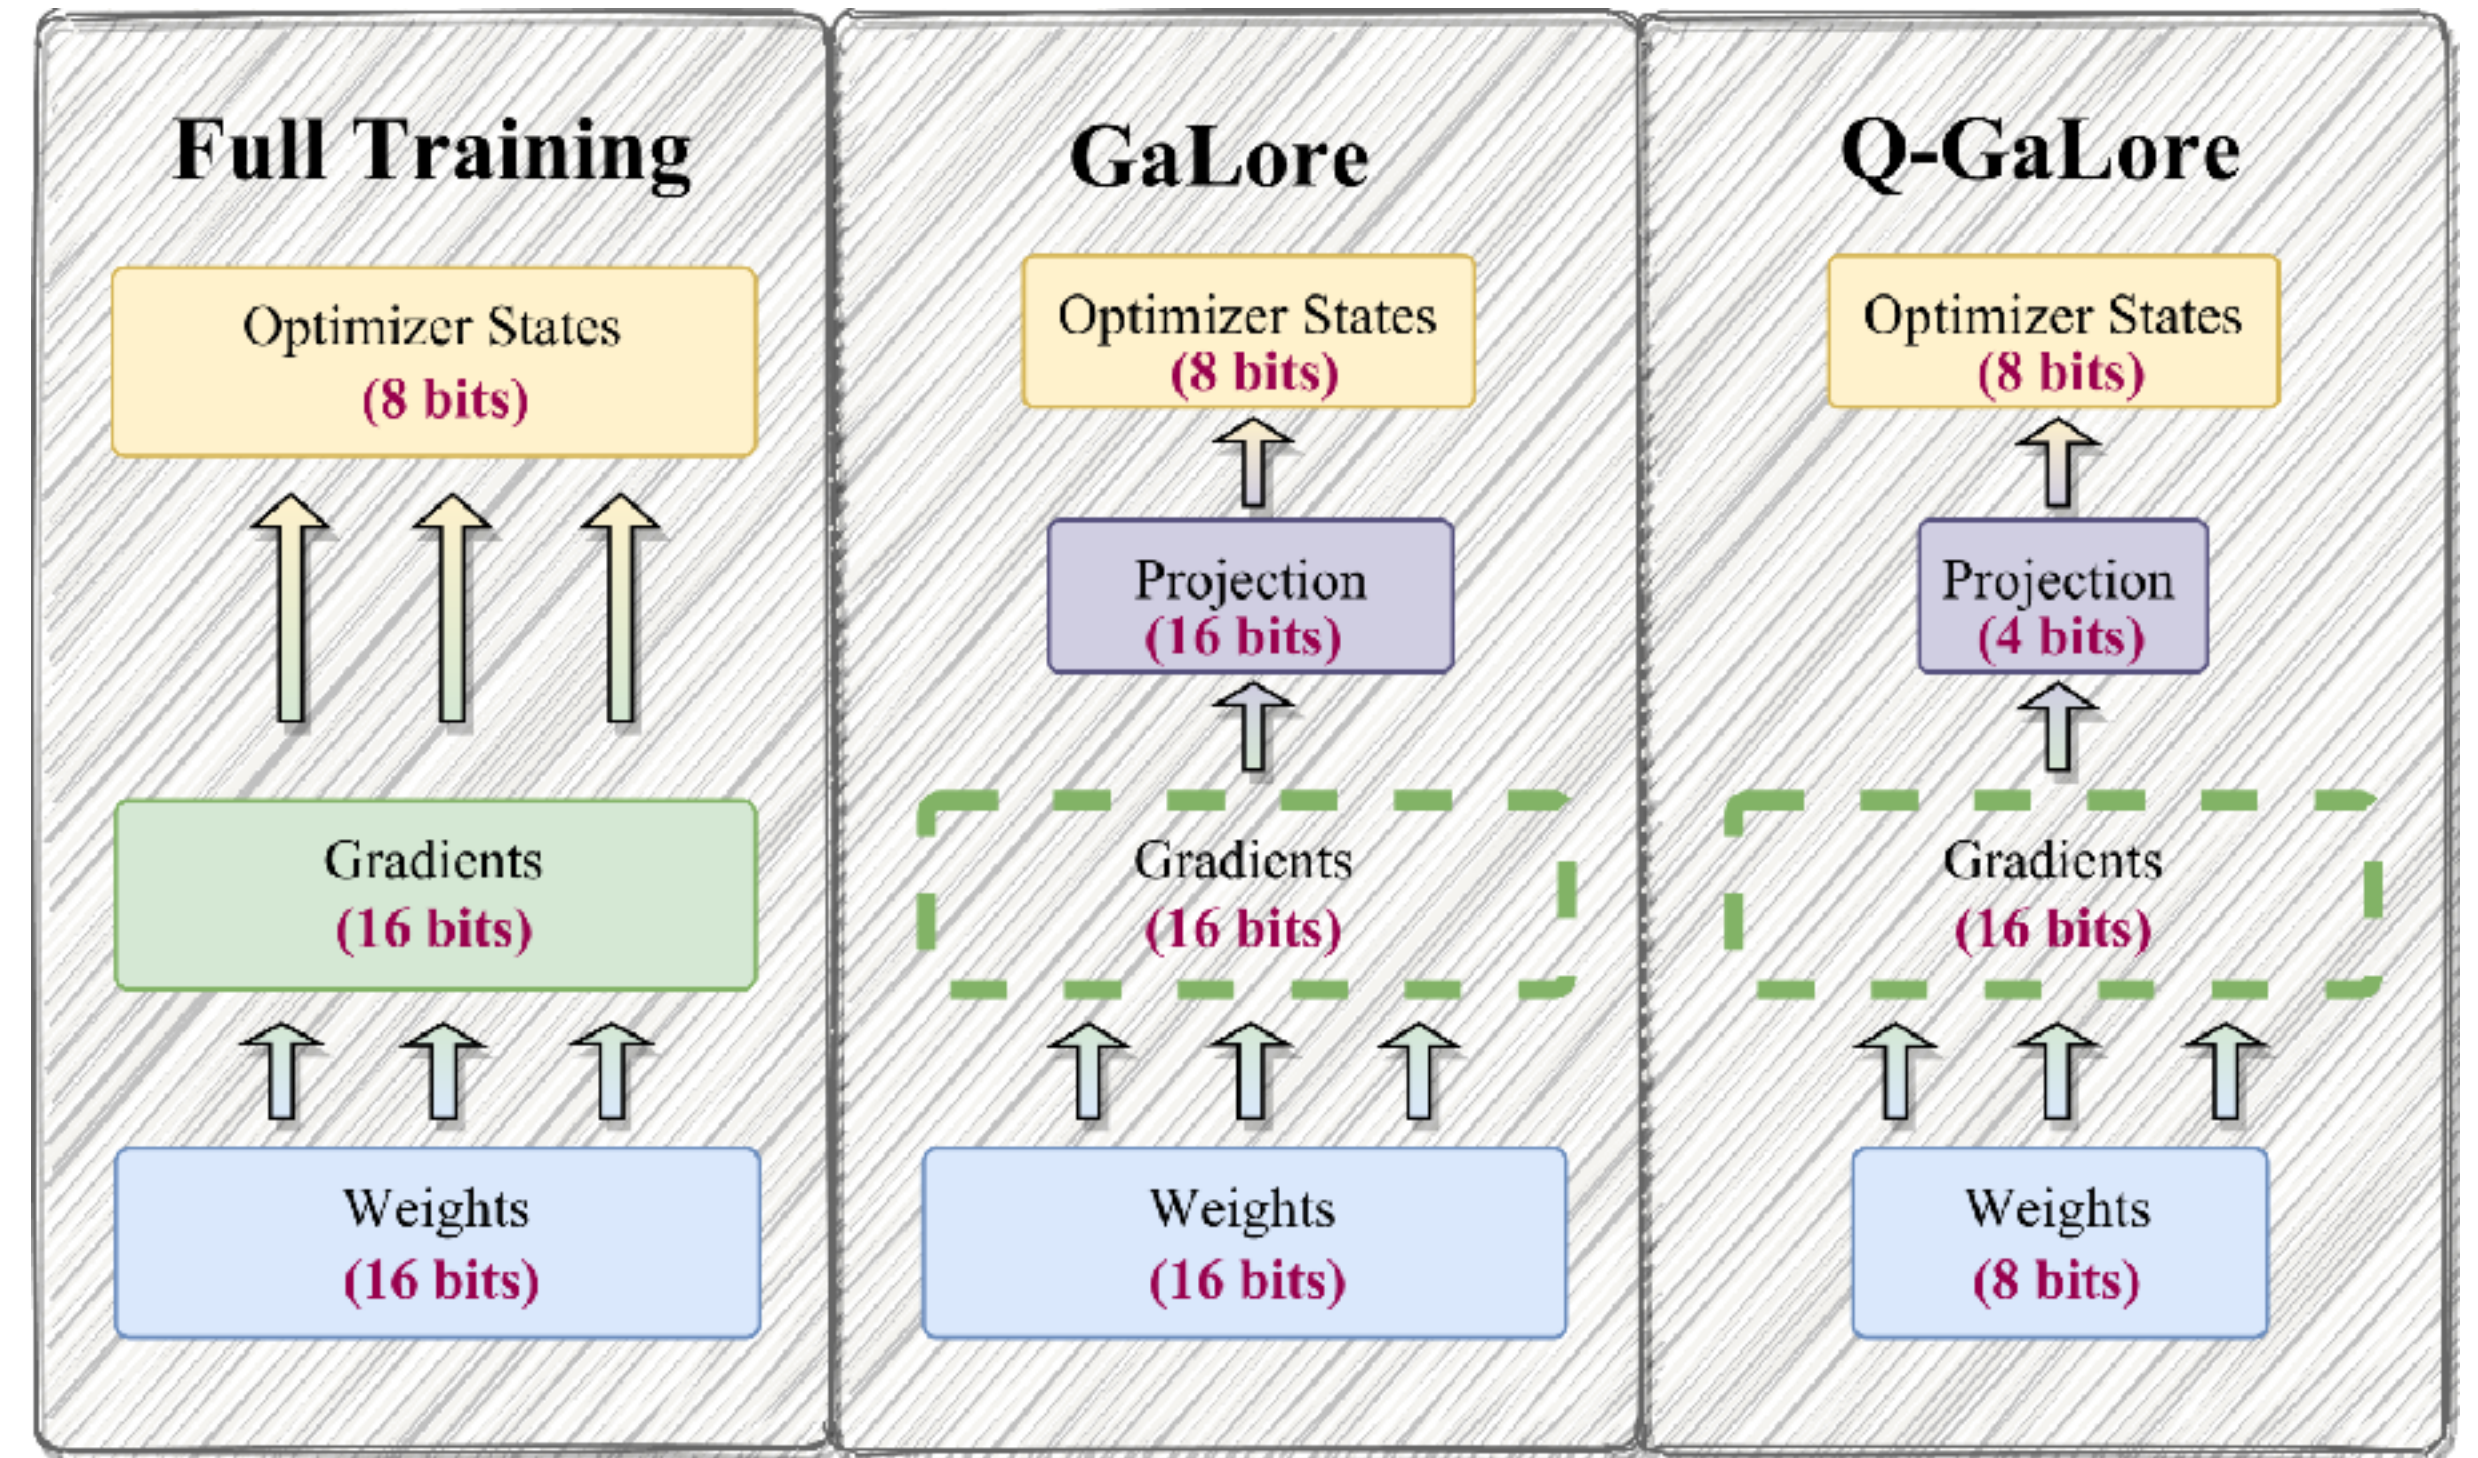 Full Training
Optimizer States
(8 bits)
Gradients
(16 bits)
Weights
(16 bits)
GaLore
Optimizer States
(8 bits)
Projection
(16 bits)
Gradients
(16 bits)
Weights
(16 bits)
Q-GaLore
Optimizer States
(8 bits)
Projection
(4 bits)
Gradients
(16 bits)
Weights
(8 bits)